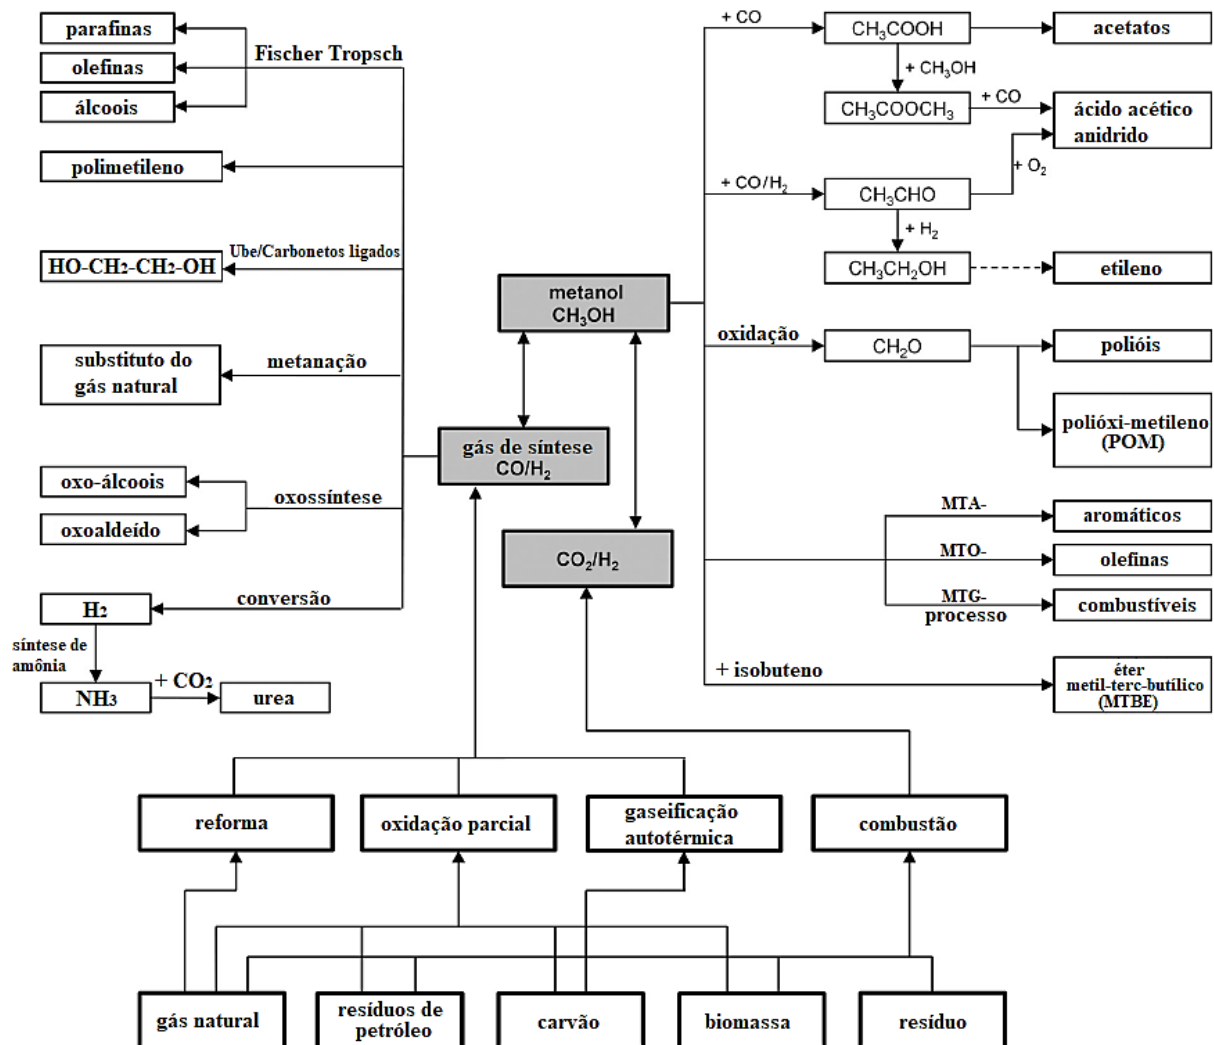 parafinas
olefinas
álcoois
Fischer Tropsch
polimetileno
Ube/Carbonetos ligados
HO-CH2-CH2-OH
substituto do
gás natural
metanação
oxo-álcoois
oxoaldeído
oxossíntese
H2
conversão
síntese de
amônia
NH3
+ CO2
urea
metanol
CH3OH
gás de síntese
CO/H2
CO2/H2
+ CO
CH3COOH
acetatos
+ CH3OH
CH3COOCH3
+ CO
ácido acético
anidrido
+ O2
+ CO/H2
CH3CHO
+ H2
CH3CH2OH
etileno
oxidação
CH2O
polióis
polióxi-metileno
(POM)
MTA-
aromáticos
MTO-
olefinas
MTG-
processo
combustíveis
+ isobuteno
éter
metil-terc-butílico
(MTBE)
reforma
oxidação parcial
gaseificação
autotérmica
combustão
gás natural
resíduos de
petróleo
carvão
biomassa
resíduo